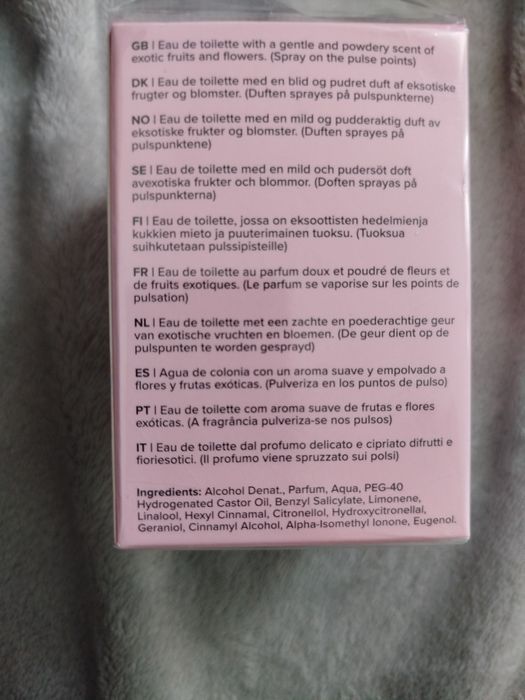 GB | Eau de toilette with a gentle and powdery scent of
exotic fruits and flowers. (Spray on the pulse points)
DK | Eau de toilette med en blid og pudret duft af eksotiske
frugter og blomster. (Duften sprayes på pulspunkterne)
NO | Eau de toilette med en mild og pudderaktig duft av
eksotiske frukter og blomster. (Duften sprayes på
pulspunktene)
SE | Eau de toilette med en mild och pudersöt doft
avexotiska frukter och blommor. (Doften sprayas på
pulspunkterna)
FI | Eau de toilette, jossa on eksoottisten hedelmienja
kukkien mieto ja puuterimainen tuoksu. (Tuoksua
suihkutetaan pulssipisteille)
FR | Eau de toilette au parfum doux et poudré de fleurs et
de fruits exotiques. (Le parfum se vaporise sur les points de
pulsation)
NL | Eau de toilette met een zachte en poederachtige geur
van exotische vruchten en bloemen. (De geur dient op de
pulspunten te worden gesprayd)
ES | Agua de colonia con un aroma suave y empolvado a
flores y frutas exóticas. (Pulveriza en los puntos de pulso)
PT | Eau de toilette com aroma suave de frutas e flores
exóticas. (A fragrância pulveriza-se nos pulsos)
IT | Eau de toilette dal profumo delicato e cipriato difrutti e
fioriesotici. (Il profumo viene spruzzato sui polsi)
Ingredients: Alcohol Denat., Parfum, Aqua, PEG-40
Hydrogenated Castor Oil, Benzyl Salicylate, Limonene,
Linalool, Hexyl Cinnamal, Citronellol, Hydroxycitronellal,
Geraniol, Cinnamyl Alcohol, Alpha-Isomethyl Ionone, Eugenol.